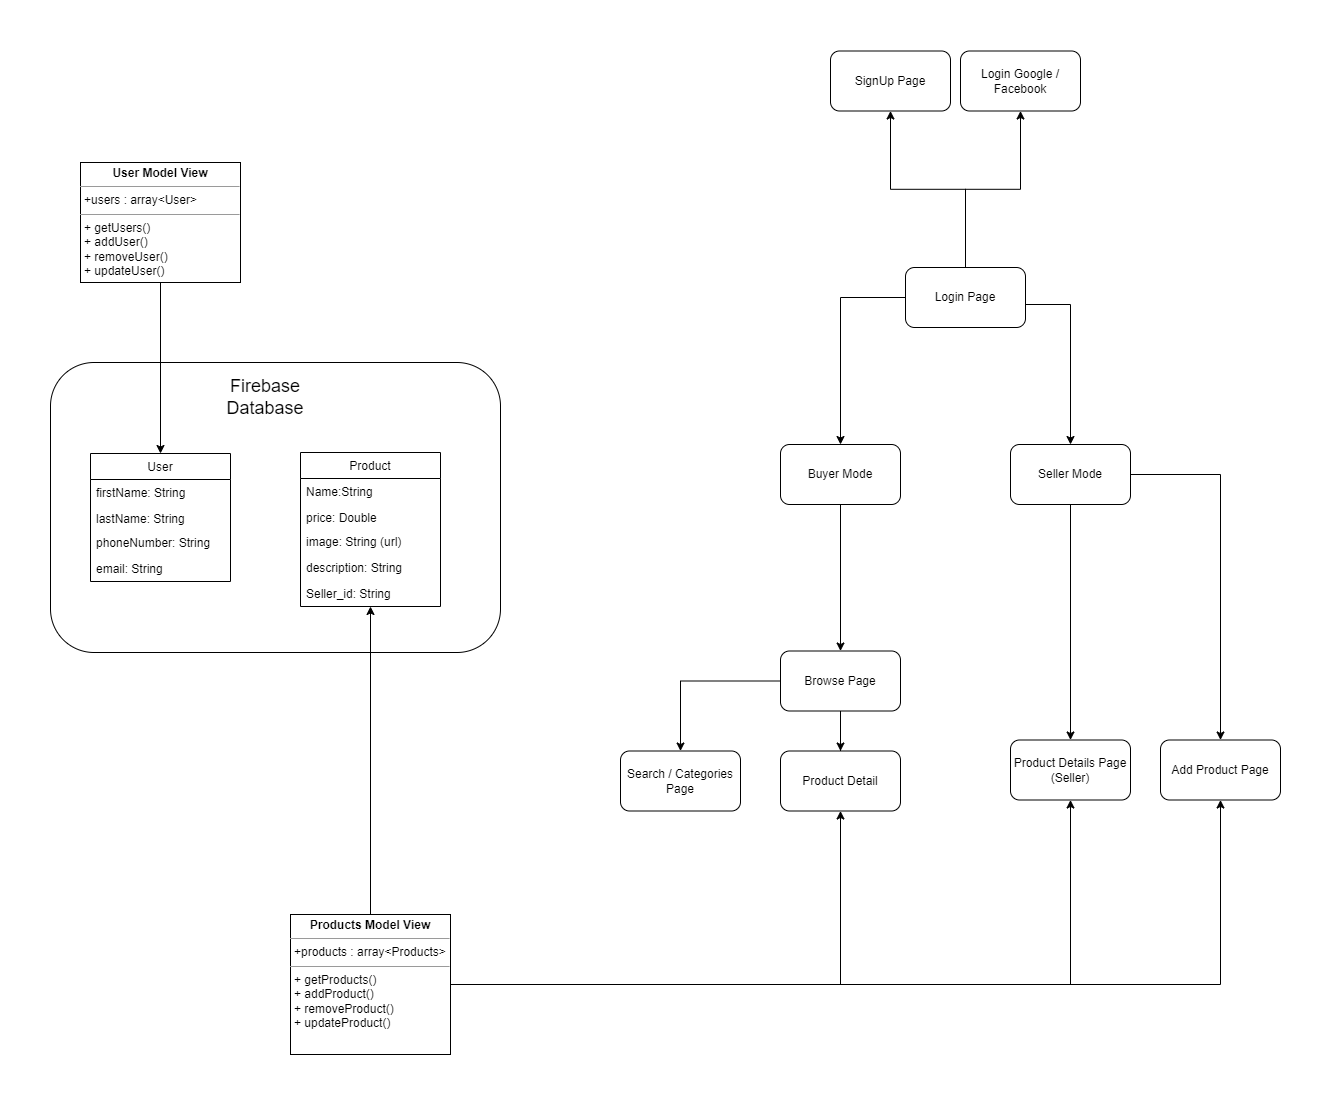 SignUp Page
Login Google /
Facebook
User Model View
+users : array<User>
+ getUsers()
+ addUser()
+ removeUser()
+ updateUser()
Login Page
Firebase
Database
User
firstName: String
lastName: String
phoneNumber: String
email: String
Product
Name:String
price: Double
image: String (url)
description: String
Seller_id: String
Buyer Mode
Seller Mode
Browse Page
Search / Categories
Page
Product Detail
Product Details Page
(Seller)
Add Product Page
Products Model View
+products : array<Products>
+ getProducts()
+ addProduct()
+ removeProduct()
+ updateProduct()